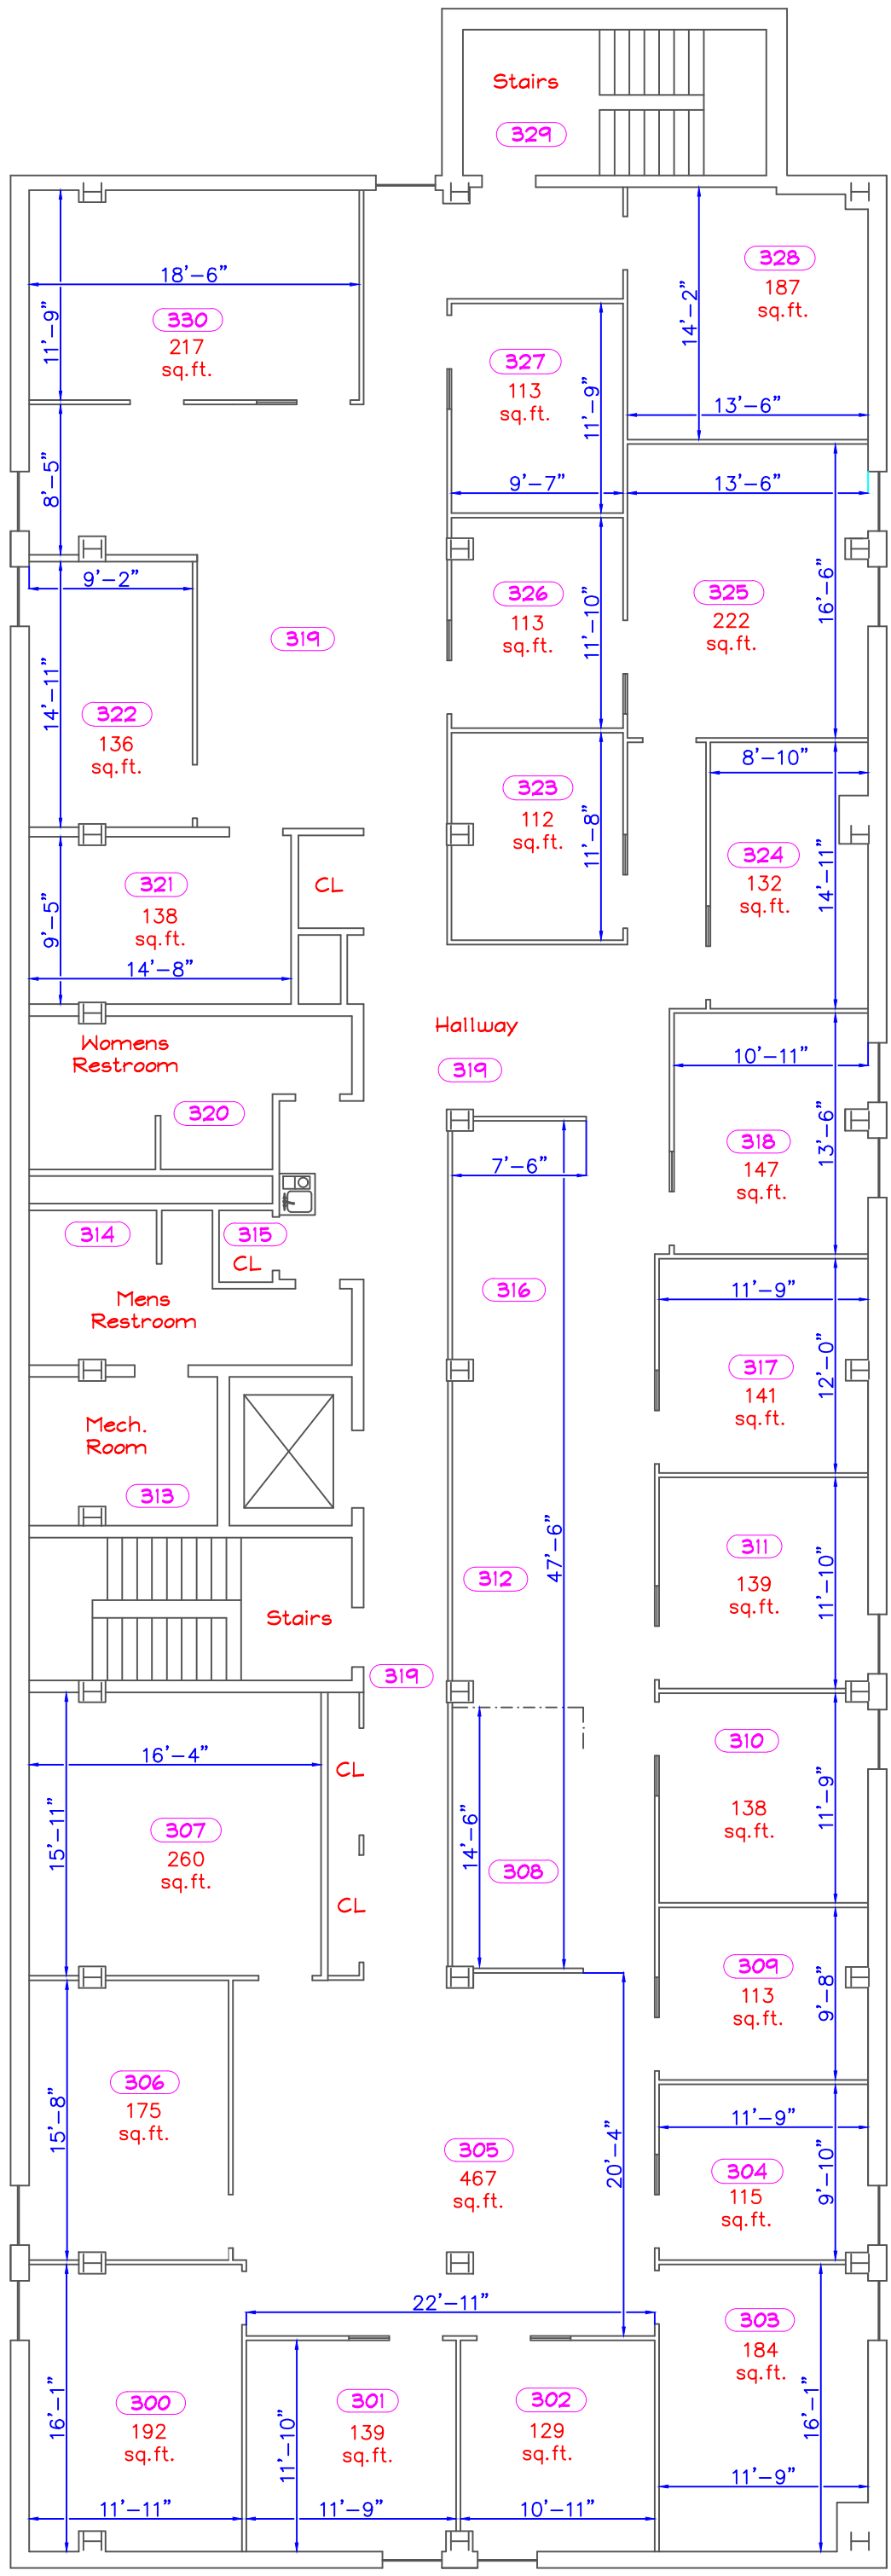 Stairs
329
328
187
sq.ft.
18'-6"
14'-2"
11'-9"
330
217
sq.ft.
327
113
sq.ft.
11'-9"
13'-6"
9'-7"
13'-6"
8'-5"
9'-2"
326
113
sq.ft.
11'-10"
325
222
sq.ft.
16'-6"
319
14'-11"
322
136
sq.ft.
8'-10"
323
112
sq.ft.
11'-8"
324
132
sq.ft.
14'-11"
321
138
sq.ft.
CL
9'-5"
14'-8"
Hallway
319
Womens
Restroom
10'-11"
320
318
147
sq.ft.
13'-6"
7'-6"
314
315
CL
316
11'-9"
Mens
Restroom
317
141
sq.ft.
12'-0"
Mech.
Room
313
47'-6"
311
139
sq.ft.
11'-10"
312
Stairs
319
310
138
sq.ft.
11'-9"
16'-4"
CL
15'-11"
307
260
sq.ft.
14'-6"
308
CL
309
113
sq.ft.
9'-8"
306
175
sq.ft.
15'-8"
11'-9"
305
467
sq.ft.
20'-4"
304
115
sq.ft.
9'-10"
22'-11"
303
184
sq.ft.
16'-1"
300
192
sq.ft.
16'-1"
301
139
sq.ft.
11'-10"
302
129
sq.ft.
11'-9"
11'-11"
11'-9"
10'-11"